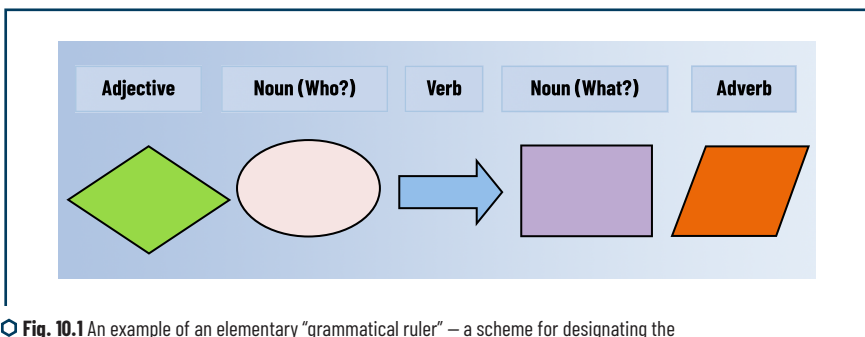 Adjective Noun (Who?) Verb Noun (What?) Adverb
Fig. 10.1 An example of an elementary “grammatical ruler” – a scheme for designating the